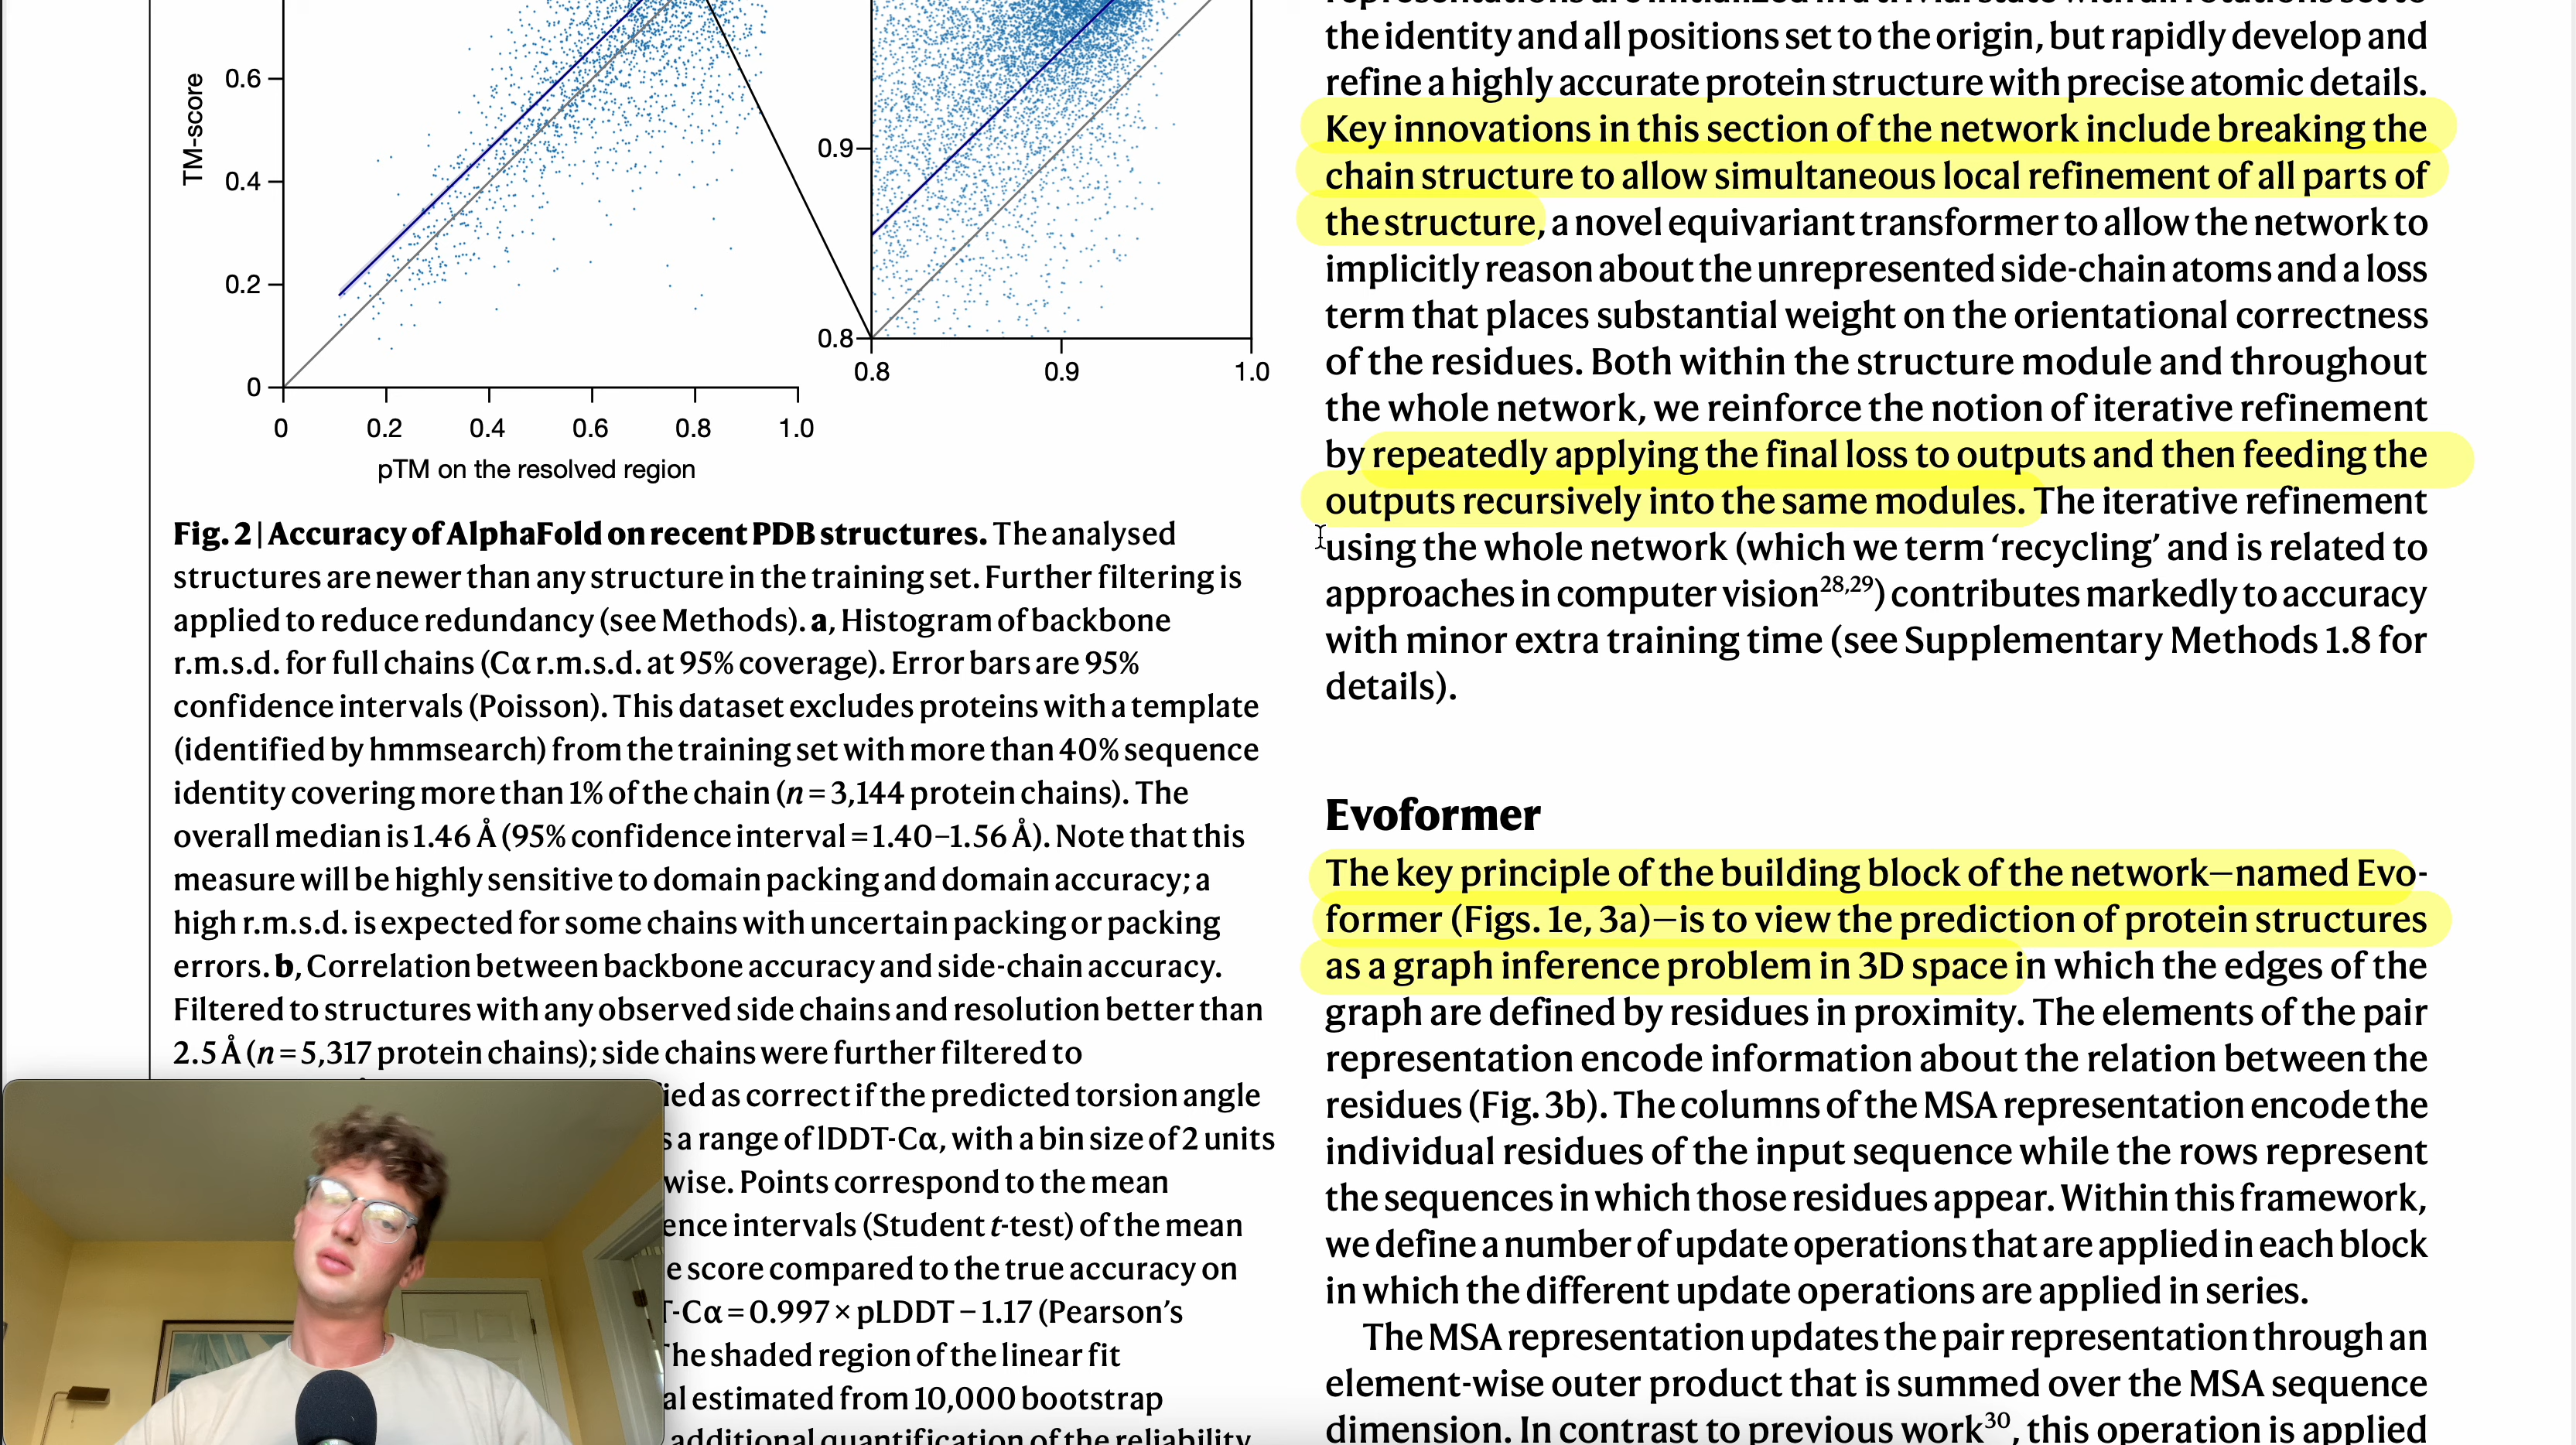 TM-score
0.6
0.4
0.2
0
0 0.2 0.4 0.6 0.8 1.0
pTM on the resolved region
0.9
0.8
0.8 0.9 1.0
Fig. 2 | Accuracy of AlphaFold on recent PDB structures. The analysed
structures are newer than any structure in the training set. Further filtering is
applied to reduce redundancy (see Methods). a, Histogram of backbone
r.m.s.d. for full chains (Cα r.m.s.d. at 95% coverage). Error bars are 95%
confidence intervals (Poisson). This dataset excludes proteins with a template
(identified by hmmsearch) from the training set with more than 40% sequence
identity covering more than 1% of the chain (n = 3,144 protein chains). The
overall median is 1.46 Å (95% confidence interval = 1.40–1.56 Å). Note that this
measure will be highly sensitive to domain packing and domain accuracy; a
high r.m.s.d. is expected for some chains with uncertain packing or packing
errors. b, Correlation between backbone accuracy and side-chain accuracy.
Filtered to structures with any observed side chains and resolution better than
2.5 Å (n = 5,317 protein chains); side chains were further filtered to
ied as correct if the predicted torsion angle
s a range of lDDT-Cα, with a bin size of 2 units
wise. Points correspond to the mean
ence intervals (Student t-test) of the mean
e score compared to the true accuracy on
T-Cα = 0.997 × pLDDT − 1.17 (Pearson’s
The shaded region of the linear fit
al estimated from 10,000 bootstrap
additional quantification of the reliability
representations are initialized in a trivial state with all rotations set to
the identity and all positions set to the origin, but rapidly develop and
refine a highly accurate protein structure with precise atomic details.
Key innovations in this section of the network include breaking the
chain structure to allow simultaneous local refinement of all parts of
the structure, a novel equivariant transformer to allow the network to
implicitly reason about the unrepresented side-chain atoms and a loss
term that places substantial weight on the orientational correctness
of the residues. Both within the structure module and throughout
the whole network, we reinforce the notion of iterative refinement
by repeatedly applying the final loss to outputs and then feeding the
outputs recursively into the same modules. The iterative refinement
using the whole network (which we term ‘recycling’ and is related to
approaches in computer vision28,29) contributes markedly to accuracy
with minor extra training time (see Supplementary Methods 1.8 for
details).
Evoformer
The key principle of the building block of the network—named Evo-
former (Figs. 1e, 3a)—is to view the prediction of protein structures
as a graph inference problem in 3D space in which the edges of the
graph are defined by residues in proximity. The elements of the pair
representation encode information about the relation between the
residues (Fig. 3b). The columns of the MSA representation encode the
individual residues of the input sequence while the rows represent
the sequences in which those residues appear. Within this framework,
we define a number of update operations that are applied in each block
in which the different update operations are applied in series.
The MSA representation updates the pair representation through an
element-wise outer product that is summed over the MSA sequence
dimension. In contrast to previous work30, this operation is applied